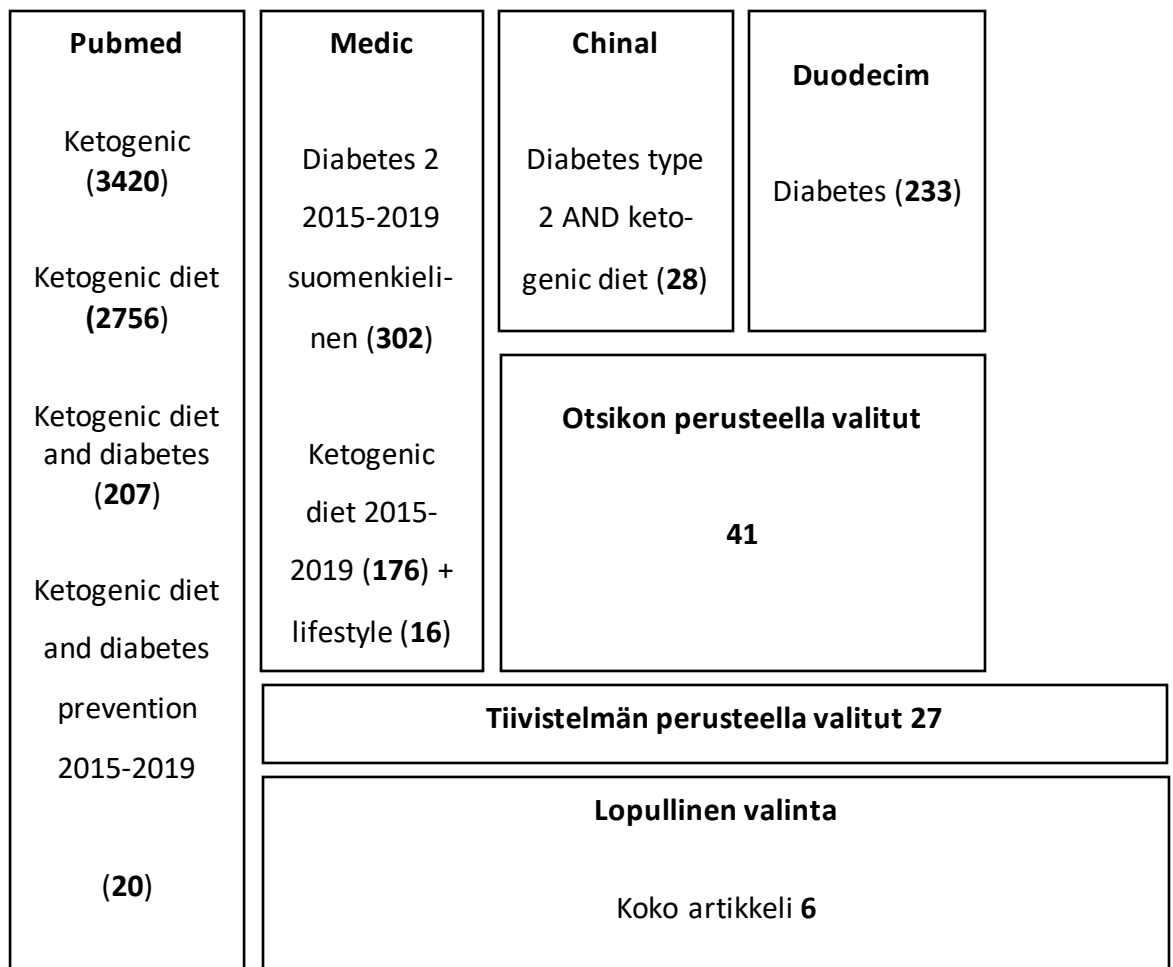 Pubmed
Ketogenic
(3420)
Ketogenic diet
(2756)
Ketogenic diet
and diabetes
(207)
Ketogenic diet
and diabetes
prevention
2015-2019
(20)
Medic
Diabetes 2
2015-2019
suomenkieli-
nen (302)
Ketogenic
diet 2015-
2019 (176) +
lifestyle (16)
Chinal
Diabetes type
2 AND keto-
genic diet (28)
Duodecim
Diabetes (233)
Otsikon perusteella valitut
41
Tiivistelmän perusteella valitut 27
Lopullinen valinta
Koko artikkeli 6